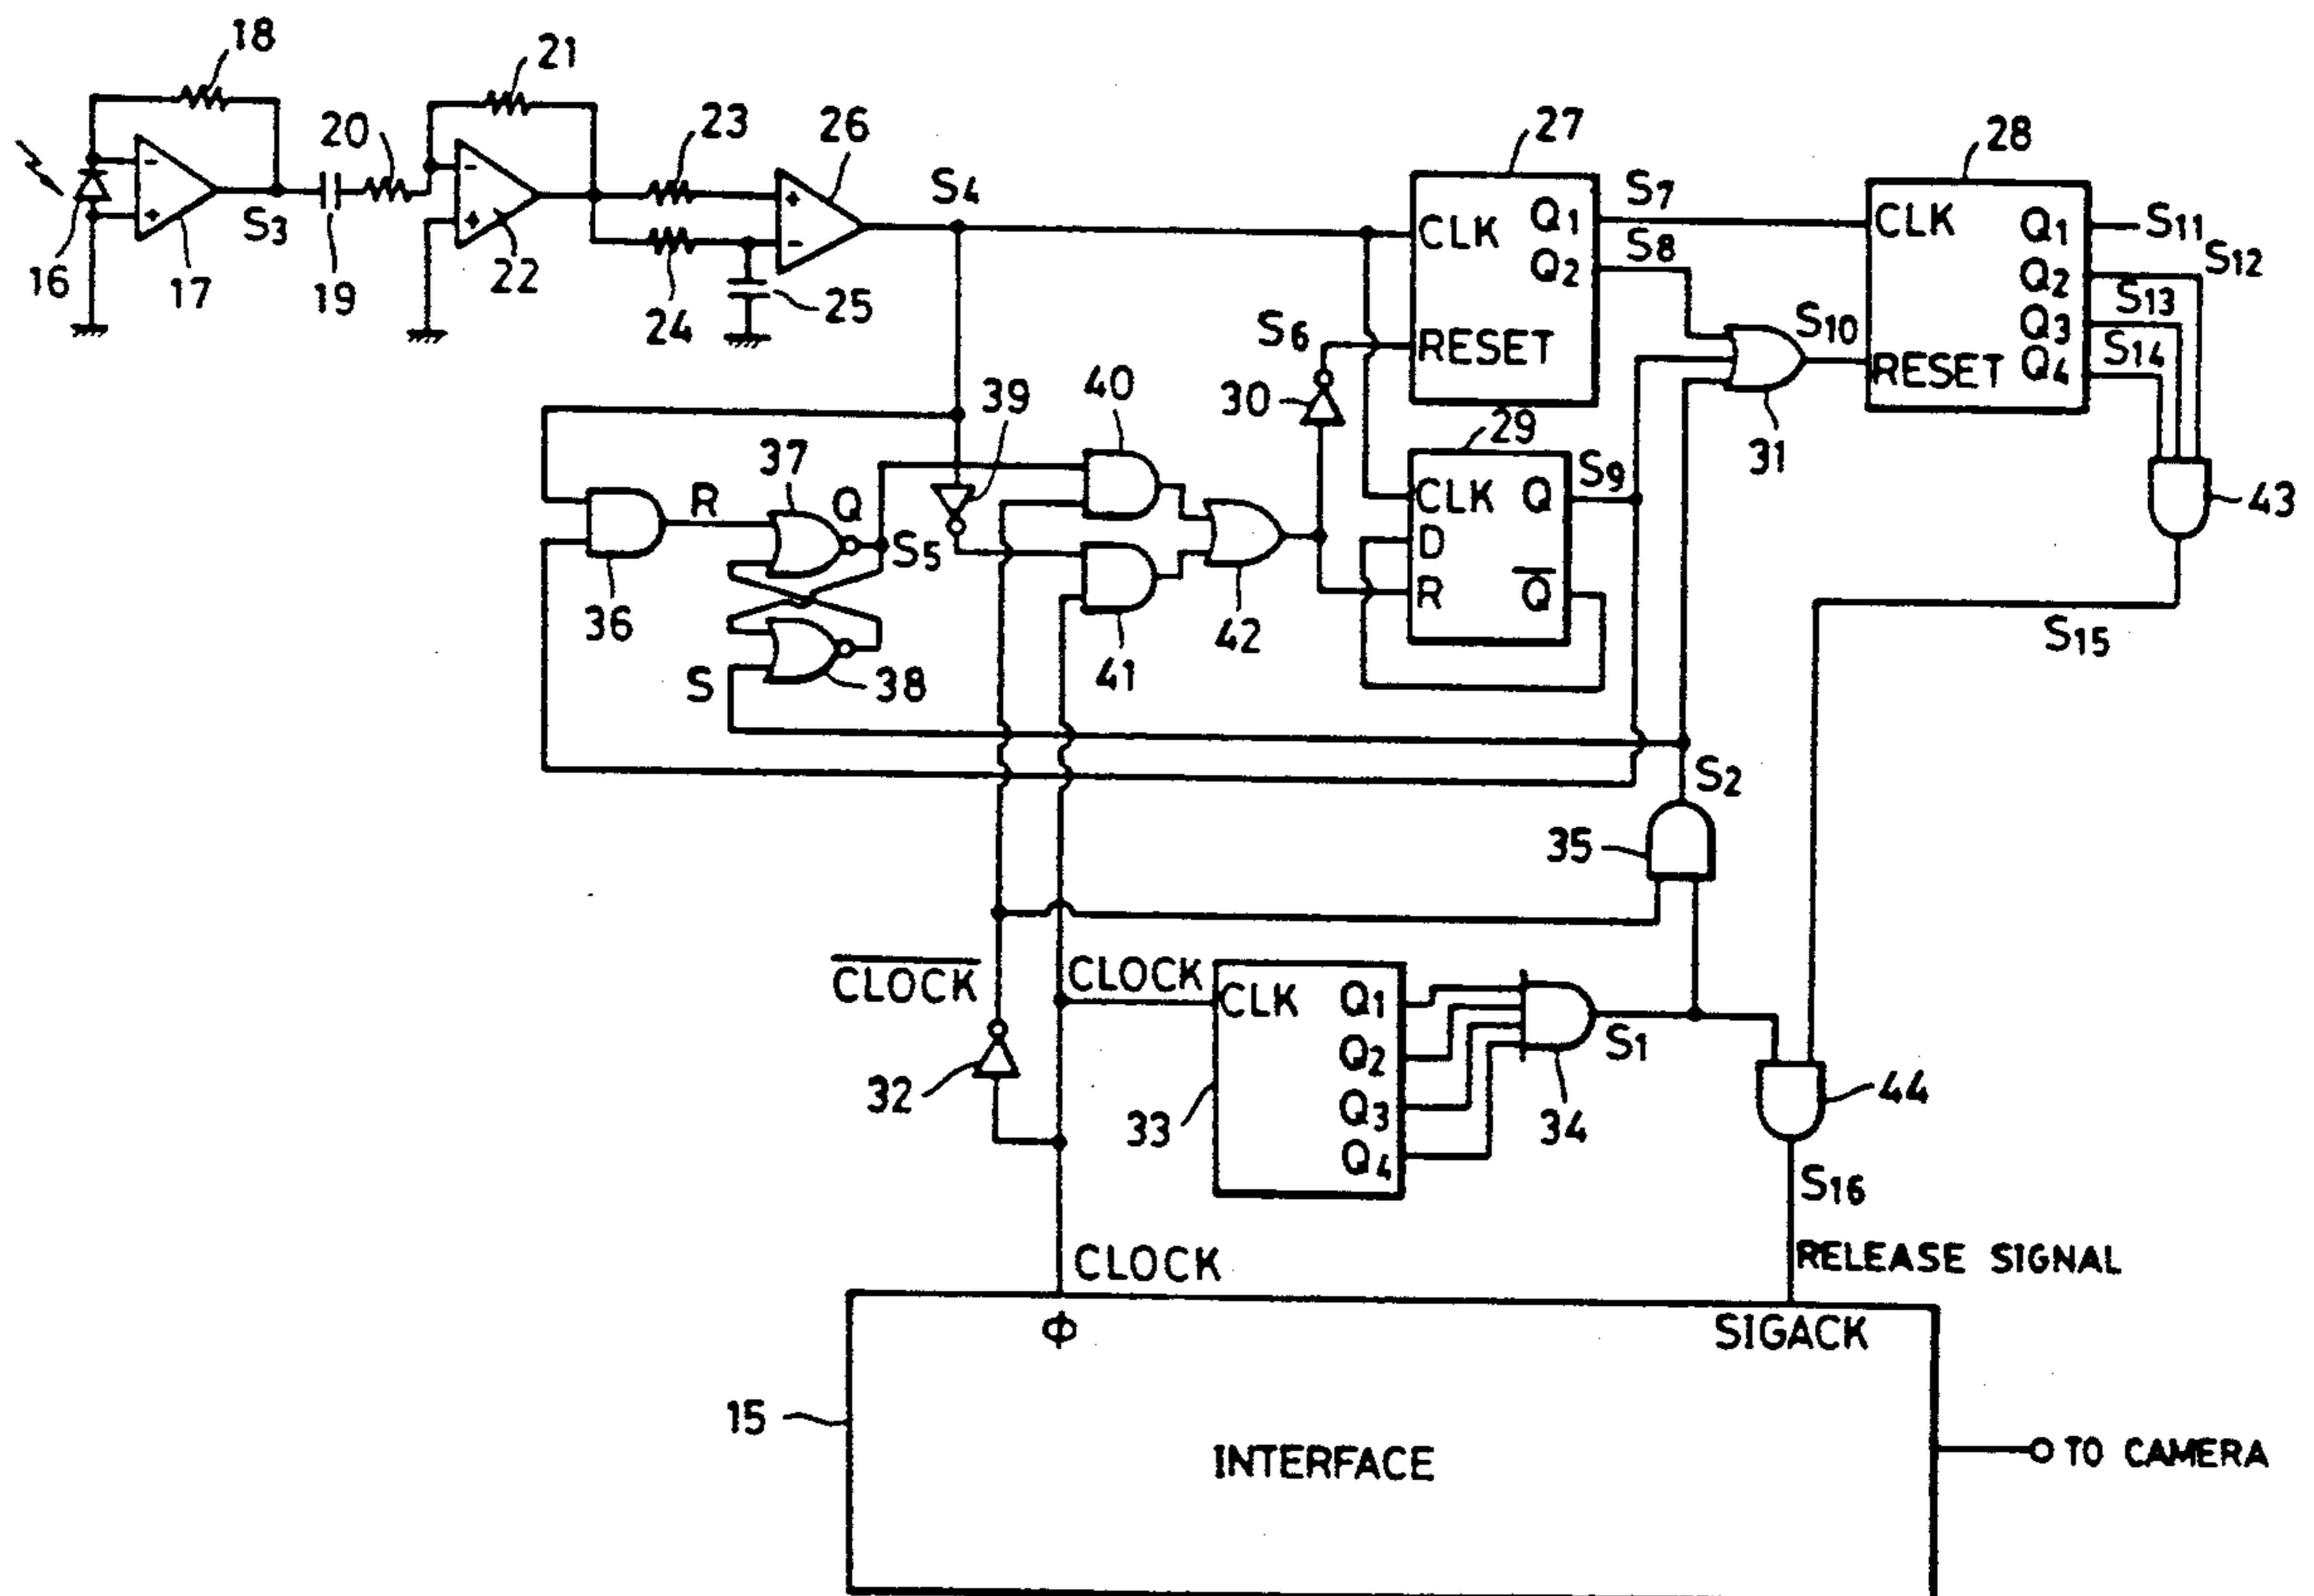 18
21
20
23
26
27
28
-
+
-
+
+
-
S3
S4
16
17
19
22
24
25
CLK
Q1
Q2
RESET
S7
S8
CLK
Q1
Q2
Q3
Q4
RESET
S11
S12
S13
S14
S10
S6
30
31
39
40
29
CLK
D
R
Q
Q̅
S9
43
R
37
Q
S5
36
S
38
41
42
S15
S2
35
C̅L̅O̅C̅K̅
CLOCK
CLK
Q1
Q2
Q3
Q4
S1
32
33
34
44
S16
CLOCK
RELEASE SIGNAL
Φ
SIGACK
15
INTERFACE
TO CAMERA